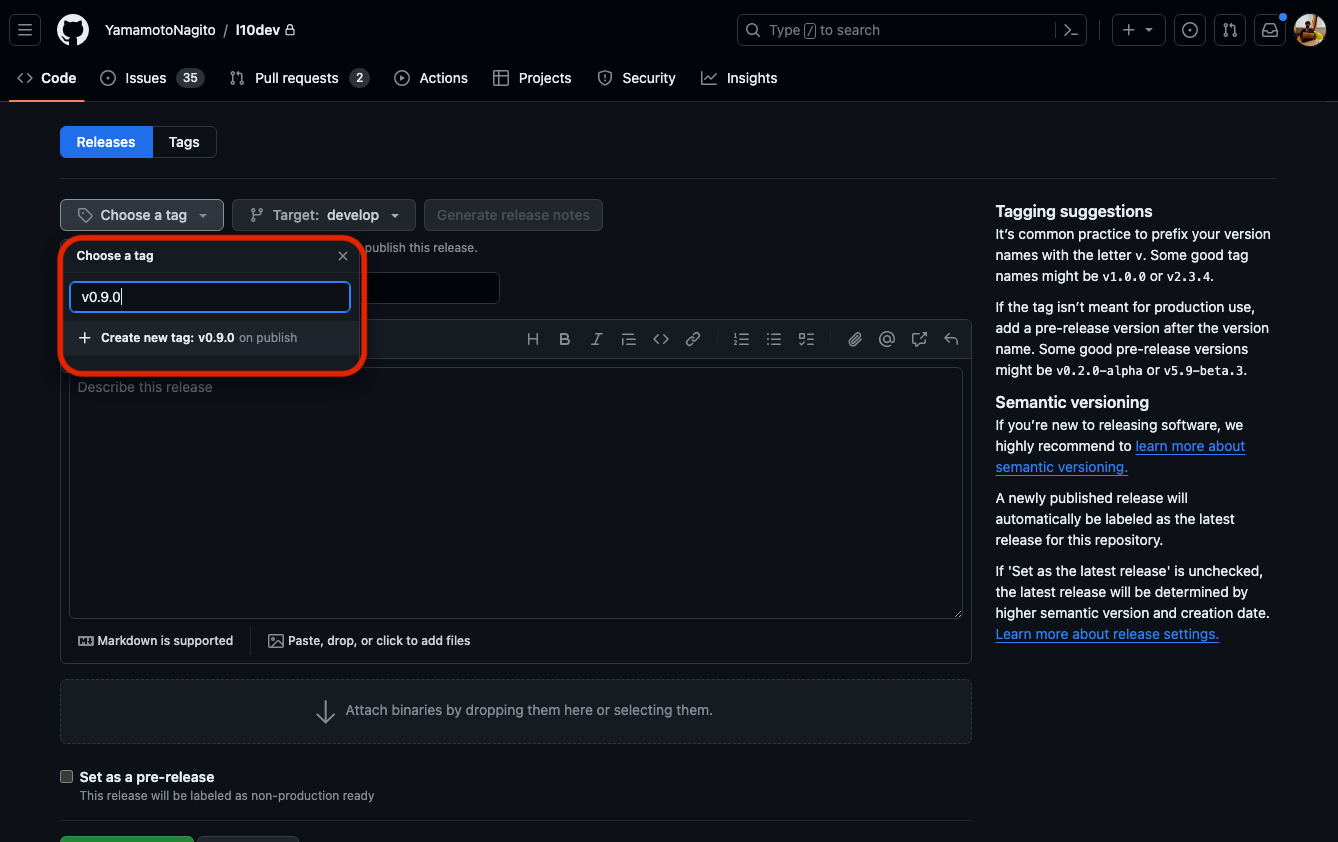 YamamotoNagito / l10dev
Type / to search
Code
Issues 35
Pull requests 2
Actions
Projects
Security
Insights
Releases
Tags
Choose a tag
Target: develop
Generate release notes
publish this release.
Choose a tag
v0.9.0
Create new tag: v0.9.0 on publish
H B I
Describe this release
Markdown is supported
Paste, drop, or click to add files
Attach binaries by dropping them here or selecting them.
Set as a pre-release
This release will be labeled as non-production ready
Tagging suggestions
It's common practice to prefix your version
names with the letter v. Some good tag
names might be v1.0.0 or v2.3.4.
If the tag isn't meant for production use,
add a pre-release version after the version
name. Some good pre-release versions
might be v0.2.0-alpha or v5.9-beta.3.
Semantic versioning
If you're new to releasing software, we
highly recommend to learn more about
semantic versioning.
A newly published release will
automatically be labeled as the latest
release for this repository.
If 'Set as the latest release' is unchecked,
the latest release will be determined by
higher semantic version and creation date.
Learn more about release settings.